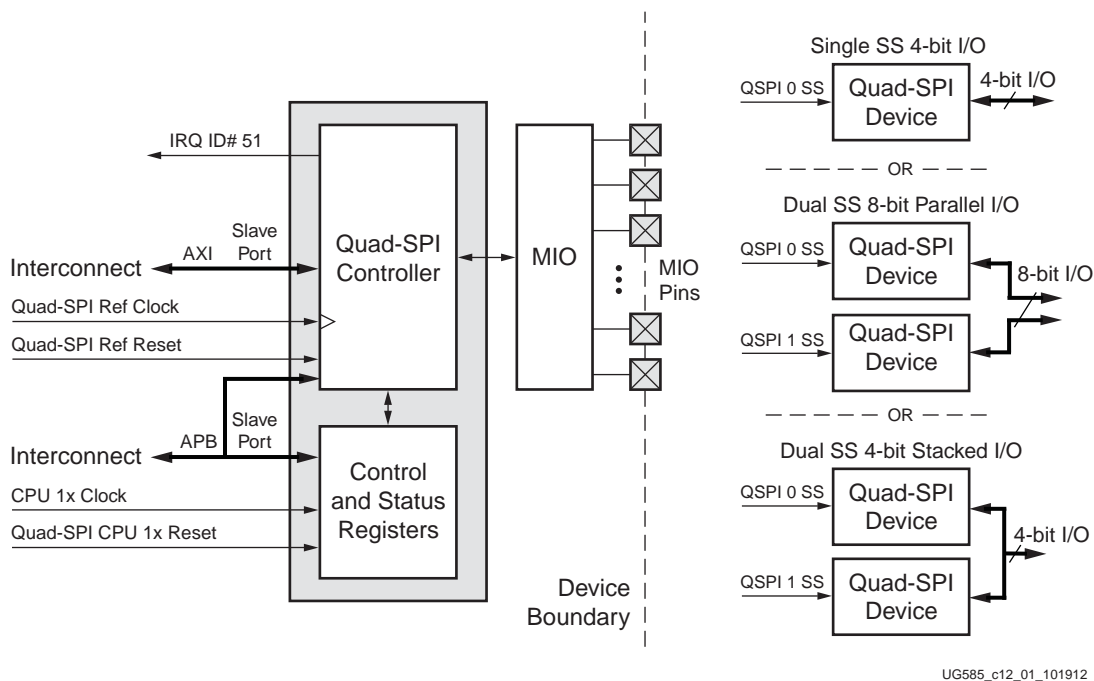 IRQ ID# 51
Slave
Port
AXI
Interconnect
Quad-SPI Ref Clock
Quad-SPI Ref Reset
Slave
Port
APB
Interconnect
CPU 1x Clock
Quad-SPI CPU 1x Reset
Quad-SPI
Controller
Control
and Status
Registers
MIO
MIO
Pins
Device
Boundary
Single SS 4-bit I/O
QSPI 0 SS
Quad-SPI
Device
4-bit I/O
OR
Dual SS 8-bit Parallel I/O
QSPI 0 SS
Quad-SPI
Device
8-bit I/O
QSPI 1 SS
Quad-SPI
Device
OR
Dual SS 4-bit Stacked I/O
QSPI 0 SS
Quad-SPI
Device
4-bit I/O
QSPI 1 SS
Quad-SPI
Device
UG585_c12_01_101912